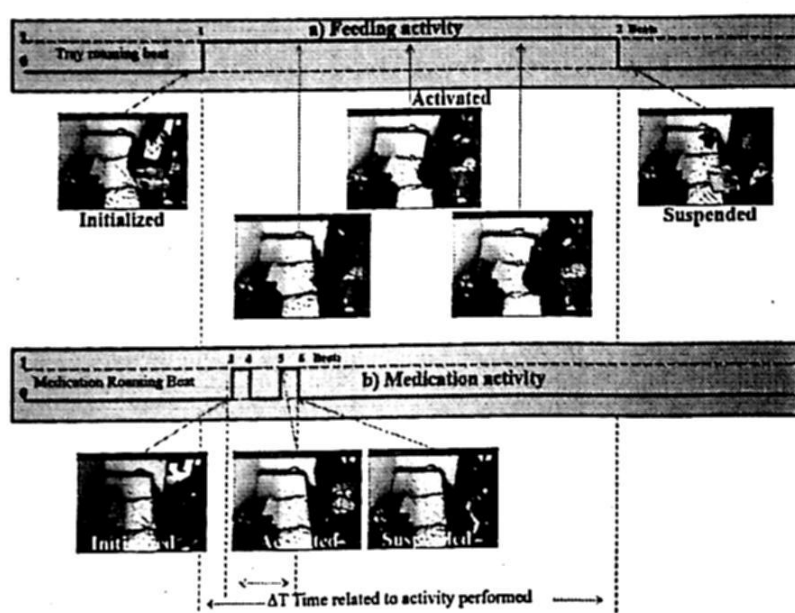 a) Feeding activity
1
1
2 Beats
0
Tray roaming beat
Activated
Initialized
Suspended
1
3 4 5 6 Beats
Medication Roaming Beat
b) Medication activity
0
Initialized
Activated
Suspended
ΔT Time related to activity performed